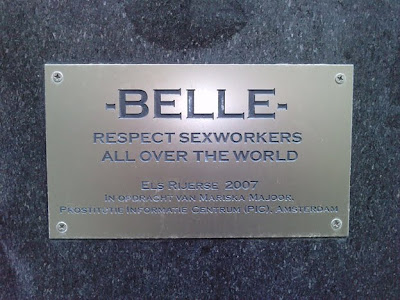 -BELLE-
RESPECT SEXWORKERS
ALL OVER THE WORLD
ELS RIJERSE 2007
IN OPDRACHT VAN MARISKA MAJOOR,
PROSTITUTIE INFORMATIE CENTRUM (PIC), AMSTERDAM